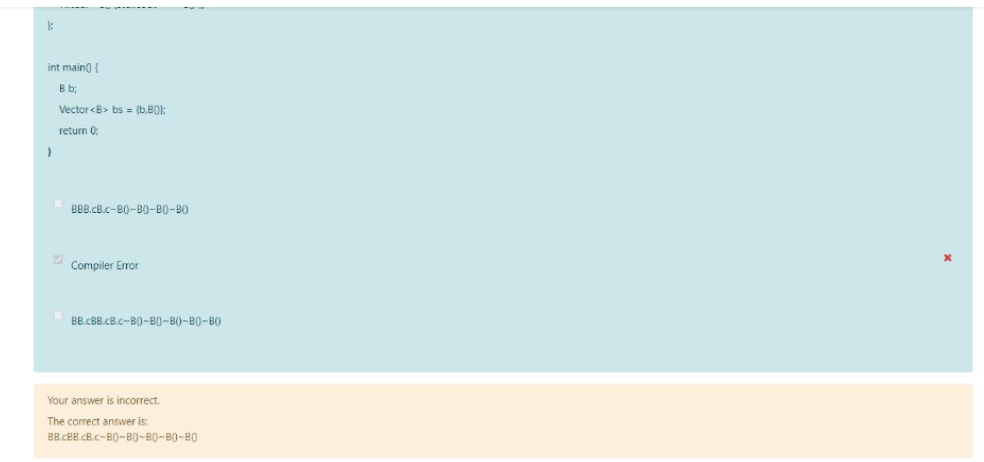 };
int main() {
B b;
Vector<B> bs = {b,B()};
return 0;
}
BBB.cB.c~B()~B()~B()~B()
Compiler Error
BB.cBB.cB.c~B()~B()~B()~B()~B()
Your answer is incorrect.
The correct answer is:
BB.cBB.cB.c~B()~B()~B()~B()~B()